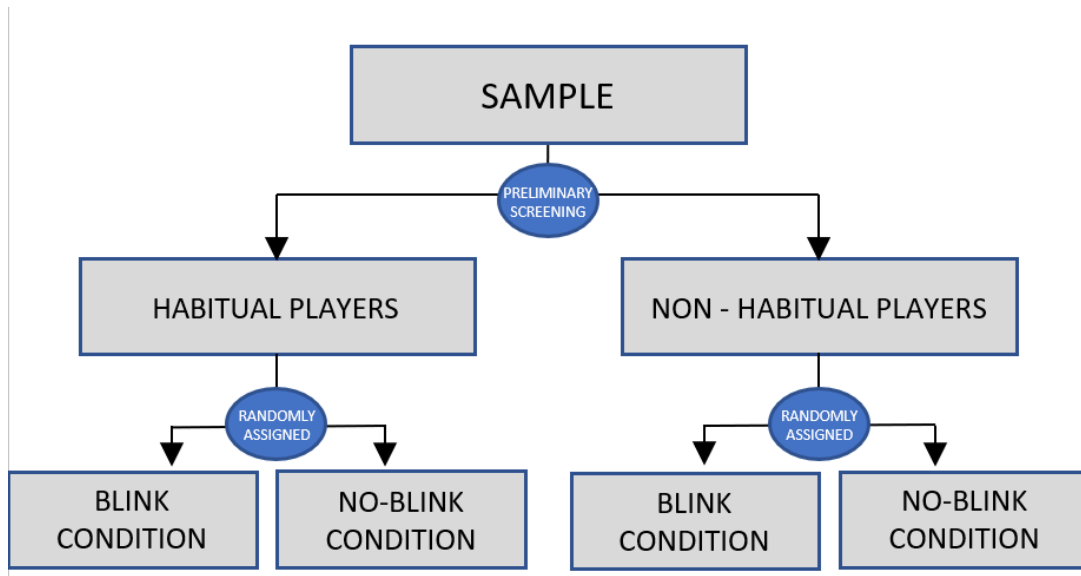 SAMPLE
PRELIMINARY
SCREENING
HABITUAL PLAYERS
NON - HABITUAL PLAYERS
RANDOMLY
ASSIGNED
RANDOMLY
ASSIGNED
BLINK
CONDITION
NO-BLINK
CONDITION
BLINK
CONDITION
NO-BLINK
CONDITION